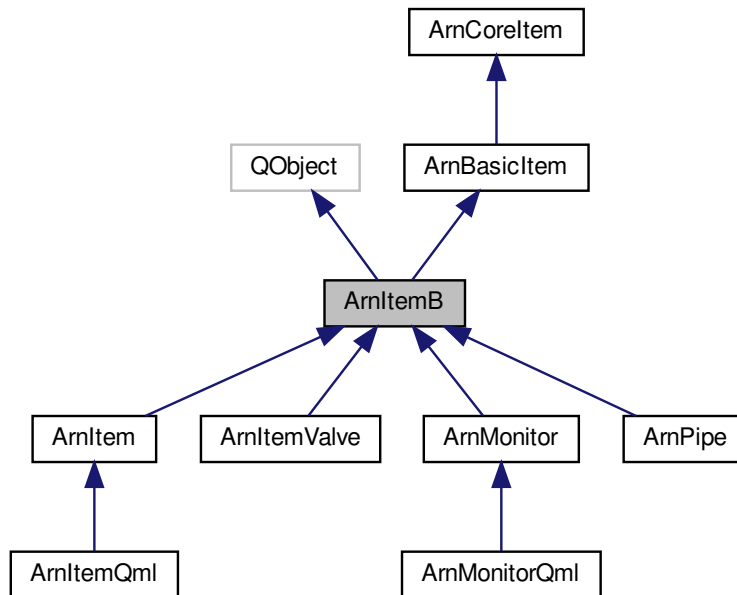 ArnCoreItem
QObject
ArnBasicItem
ArnItemB
ArnItem
ArnItemValve
ArnMonitor
ArnPipe
ArnItemQml
ArnMonitorQml